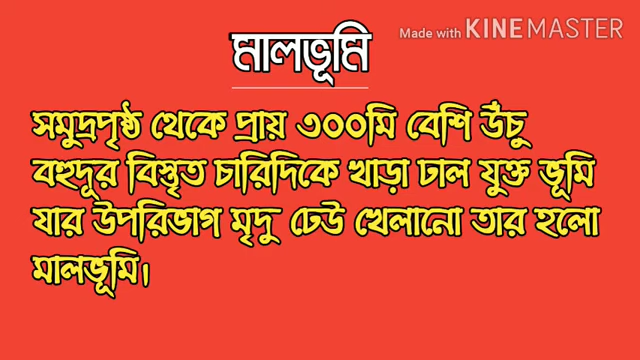 মালভূমি
Made with KINEMASTER
সমুদ্রপৃষ্ঠ থেকে প্রায় ৩০০মি বেশি উঁচু
বহুদূর বিস্তৃত চারিদিকে খাড়া ঢাল যুক্ত ভূমি
যার উপরিভাগ মৃদু ঢেউ খেলানো তার হলো
মালভূমি।